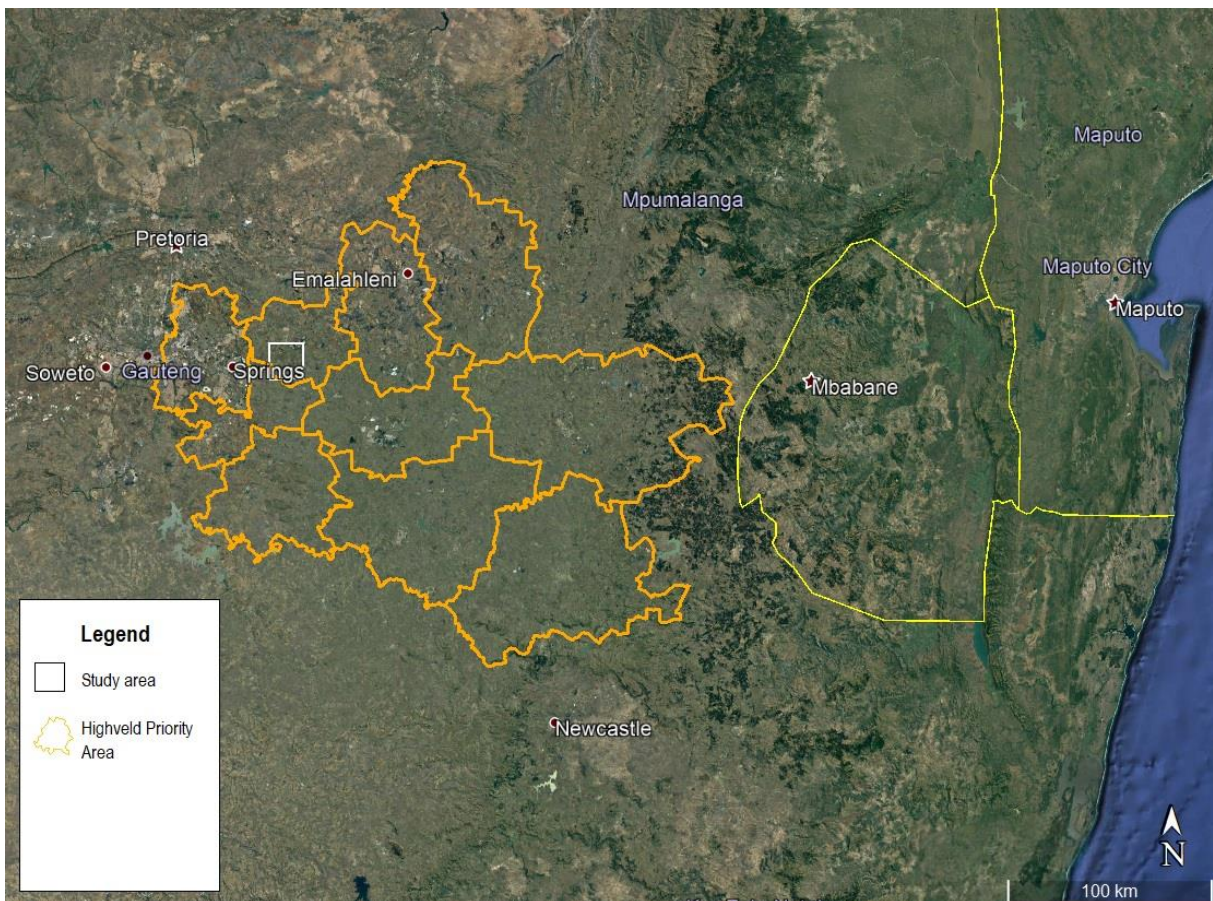 Maputo
Mpumalanga
Pretoria
Emalahleni
Maputo City
Maputo
Soweto
Gauteng
Springs
Mbabane
Legend
Study area
Highveld Priority
Area
Newcastle
N
100 km